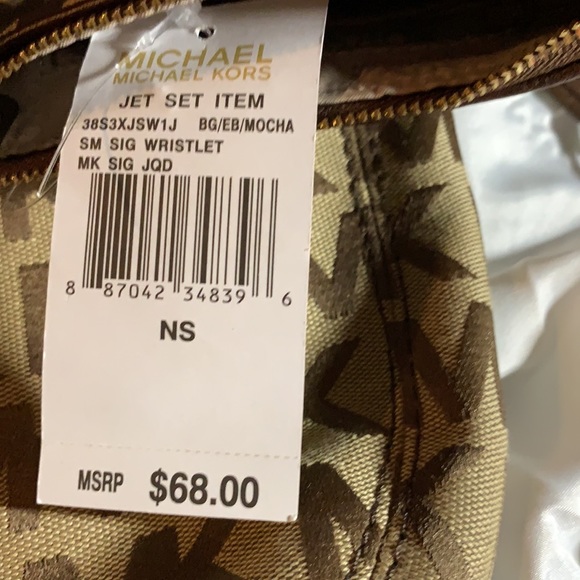 MICHAEL
MICHAEL KORS
JET SET ITEM
38S3XJSW1J BG/EB/MOCHA
SM SIG WRISTLET
MK SIG JQD
8 87042 34839 6
NS
MSRP $68.00
MK